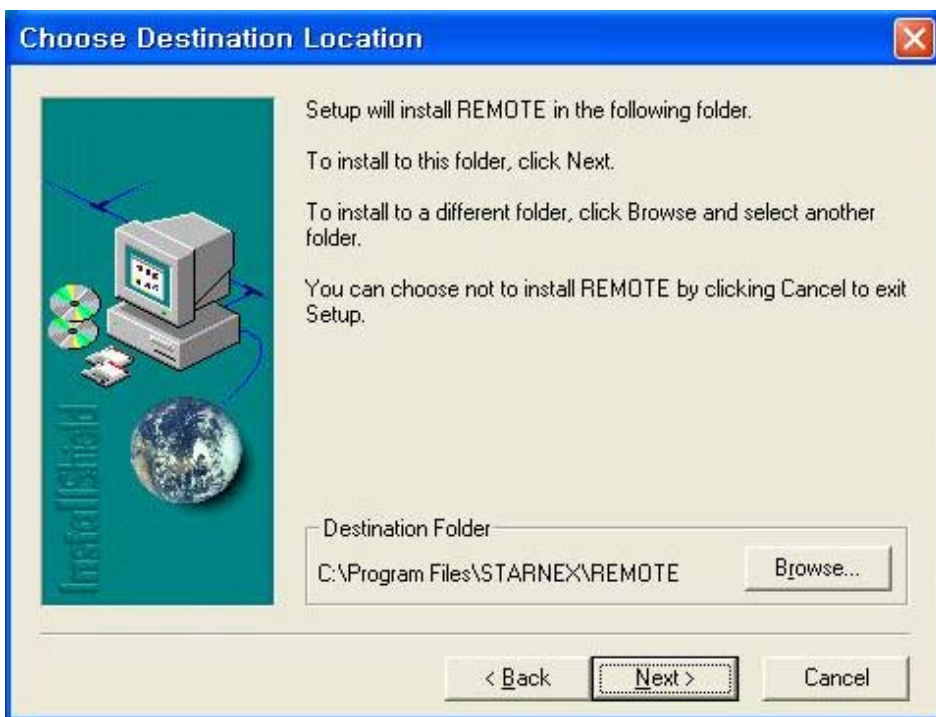 Choose Destination Location
Setup will install REMOTE in the following folder.
To install to this folder, click Next.
To install to a different folder, click Browse and select another
folder.
You can choose not to install REMOTE by clicking Cancel to exit
Setup.
InstallShield
Destination Folder
C:\Program Files\STARNEX\REMOTE
Browse...
< Back
Next >
Cancel